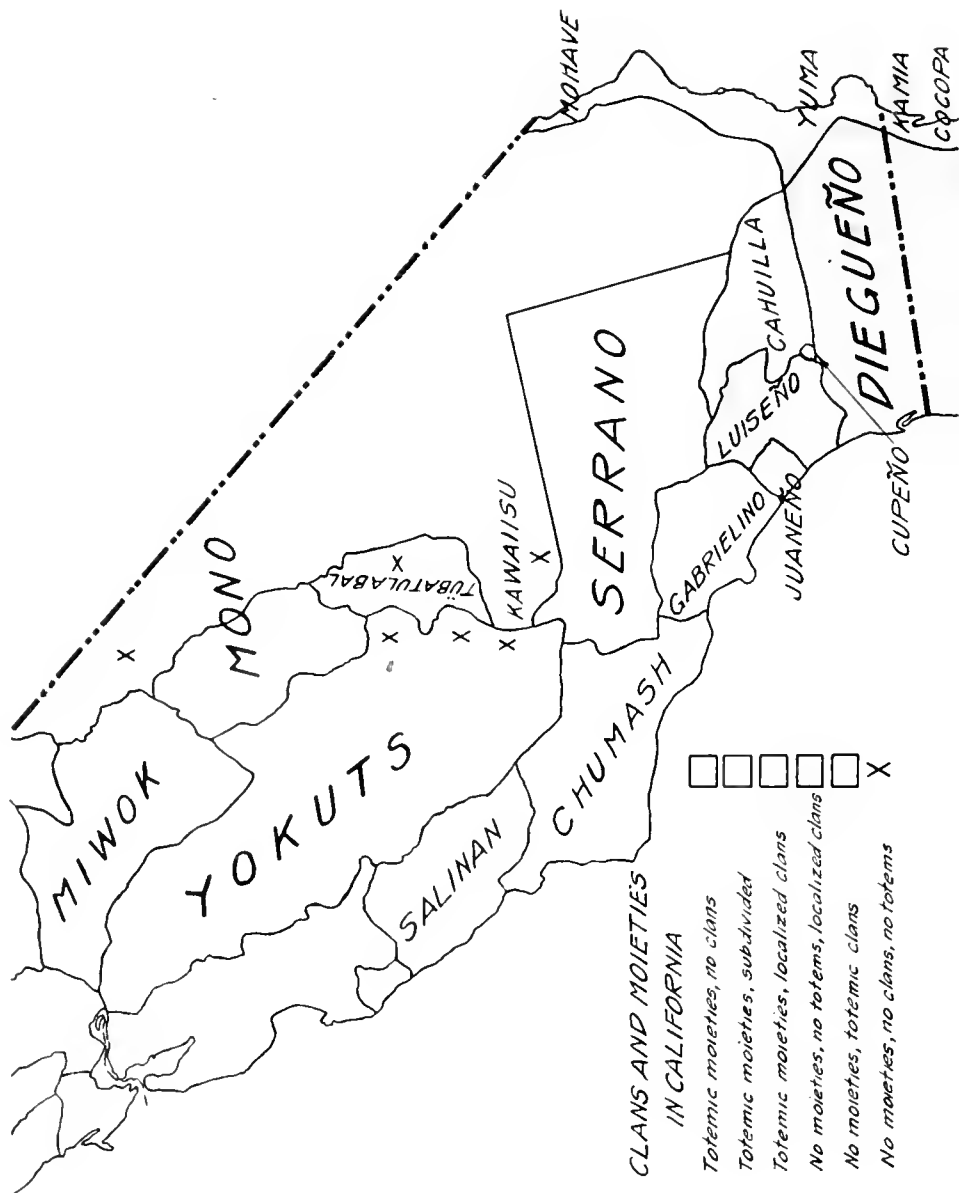 CLANS AND MOIETIES
IN CALIFORNIA
Totemic moieties, no clans
Totemic moieties, subdivided
Totemic moieties, localized clans
No moieties, no totems, localized clans
No moieties, totemic clans
No moieties, no clans, no totems
X
MIWOK
X
MONO
YOKUTS
X
X
X
TÜBATULABAL
X
KAWAIISU
X
SALINAN
CHUMASH
SERRANO
GABRIELINO
JUANEÑO
LUISEÑO
CAHUILLA
CUPEÑO
DIEGUEÑO
MOHAVE
YUMA
KAMIA
COCOPA